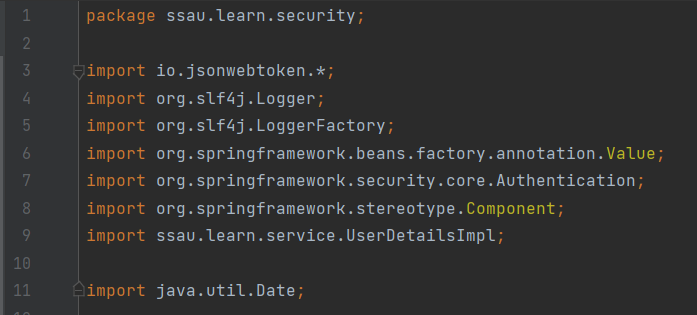 1 package ssau.learn.security;
2
3 import io.jsonwebtoken.*;
4 import org.slf4j.Logger;
5 import org.slf4j.LoggerFactory;
6 import org.springframework.beans.factory.annotation.Value;
7 import org.springframework.security.core.Authentication;
8 import org.springframework.stereotype.Component;
9 import ssau.learn.service.UserDetailsImpl;
10
11 import java.util.Date;